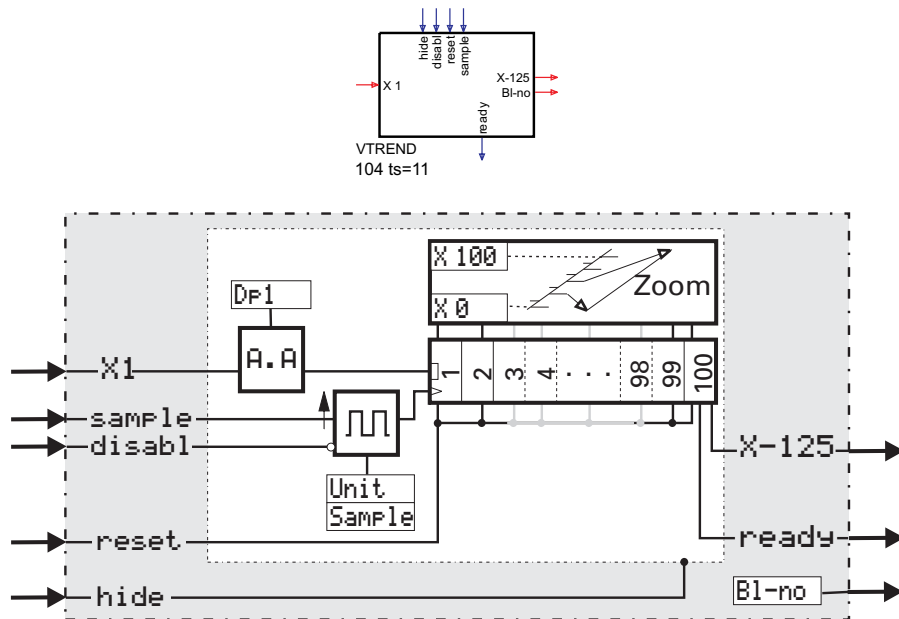 hide
disabl
reset
sample
X 1
X-125
Bl-no
ready
VTREND
104 ts=11
X 100
Zoom
X 0
Dp1
A.A
X1
1 2 3 4 . . . 98 99 100
sample
disabl
Unit
Sample
X-125
reset
ready
hide
Bl-no